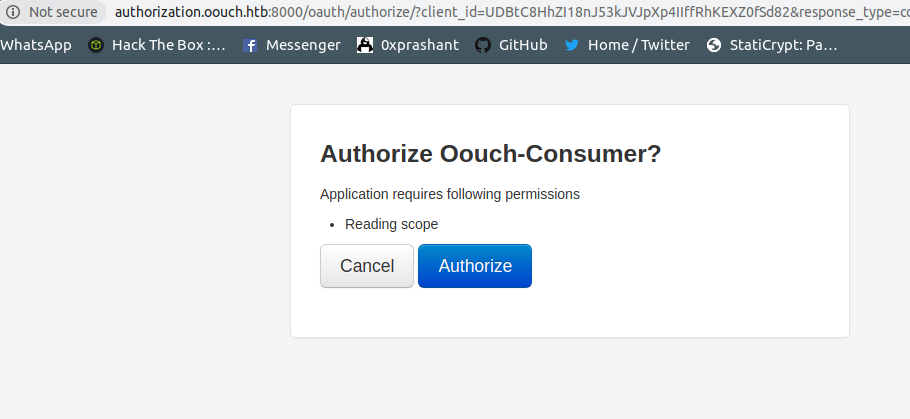 Not secure authorization.oouch.htb:8000/oauth/authorize/?client_id=UDBtC8HhZI18nJ53kJVJpXp4IIffRhKEXZ0fSd82&response_type=co
WhatsApp Hack The Box :... Messenger 0xprashant GitHub Home / Twitter StatiCrypt: Pa...
Authorize Oouch-Consumer?
Application requires following permissions
• Reading scope
Cancel Authorize